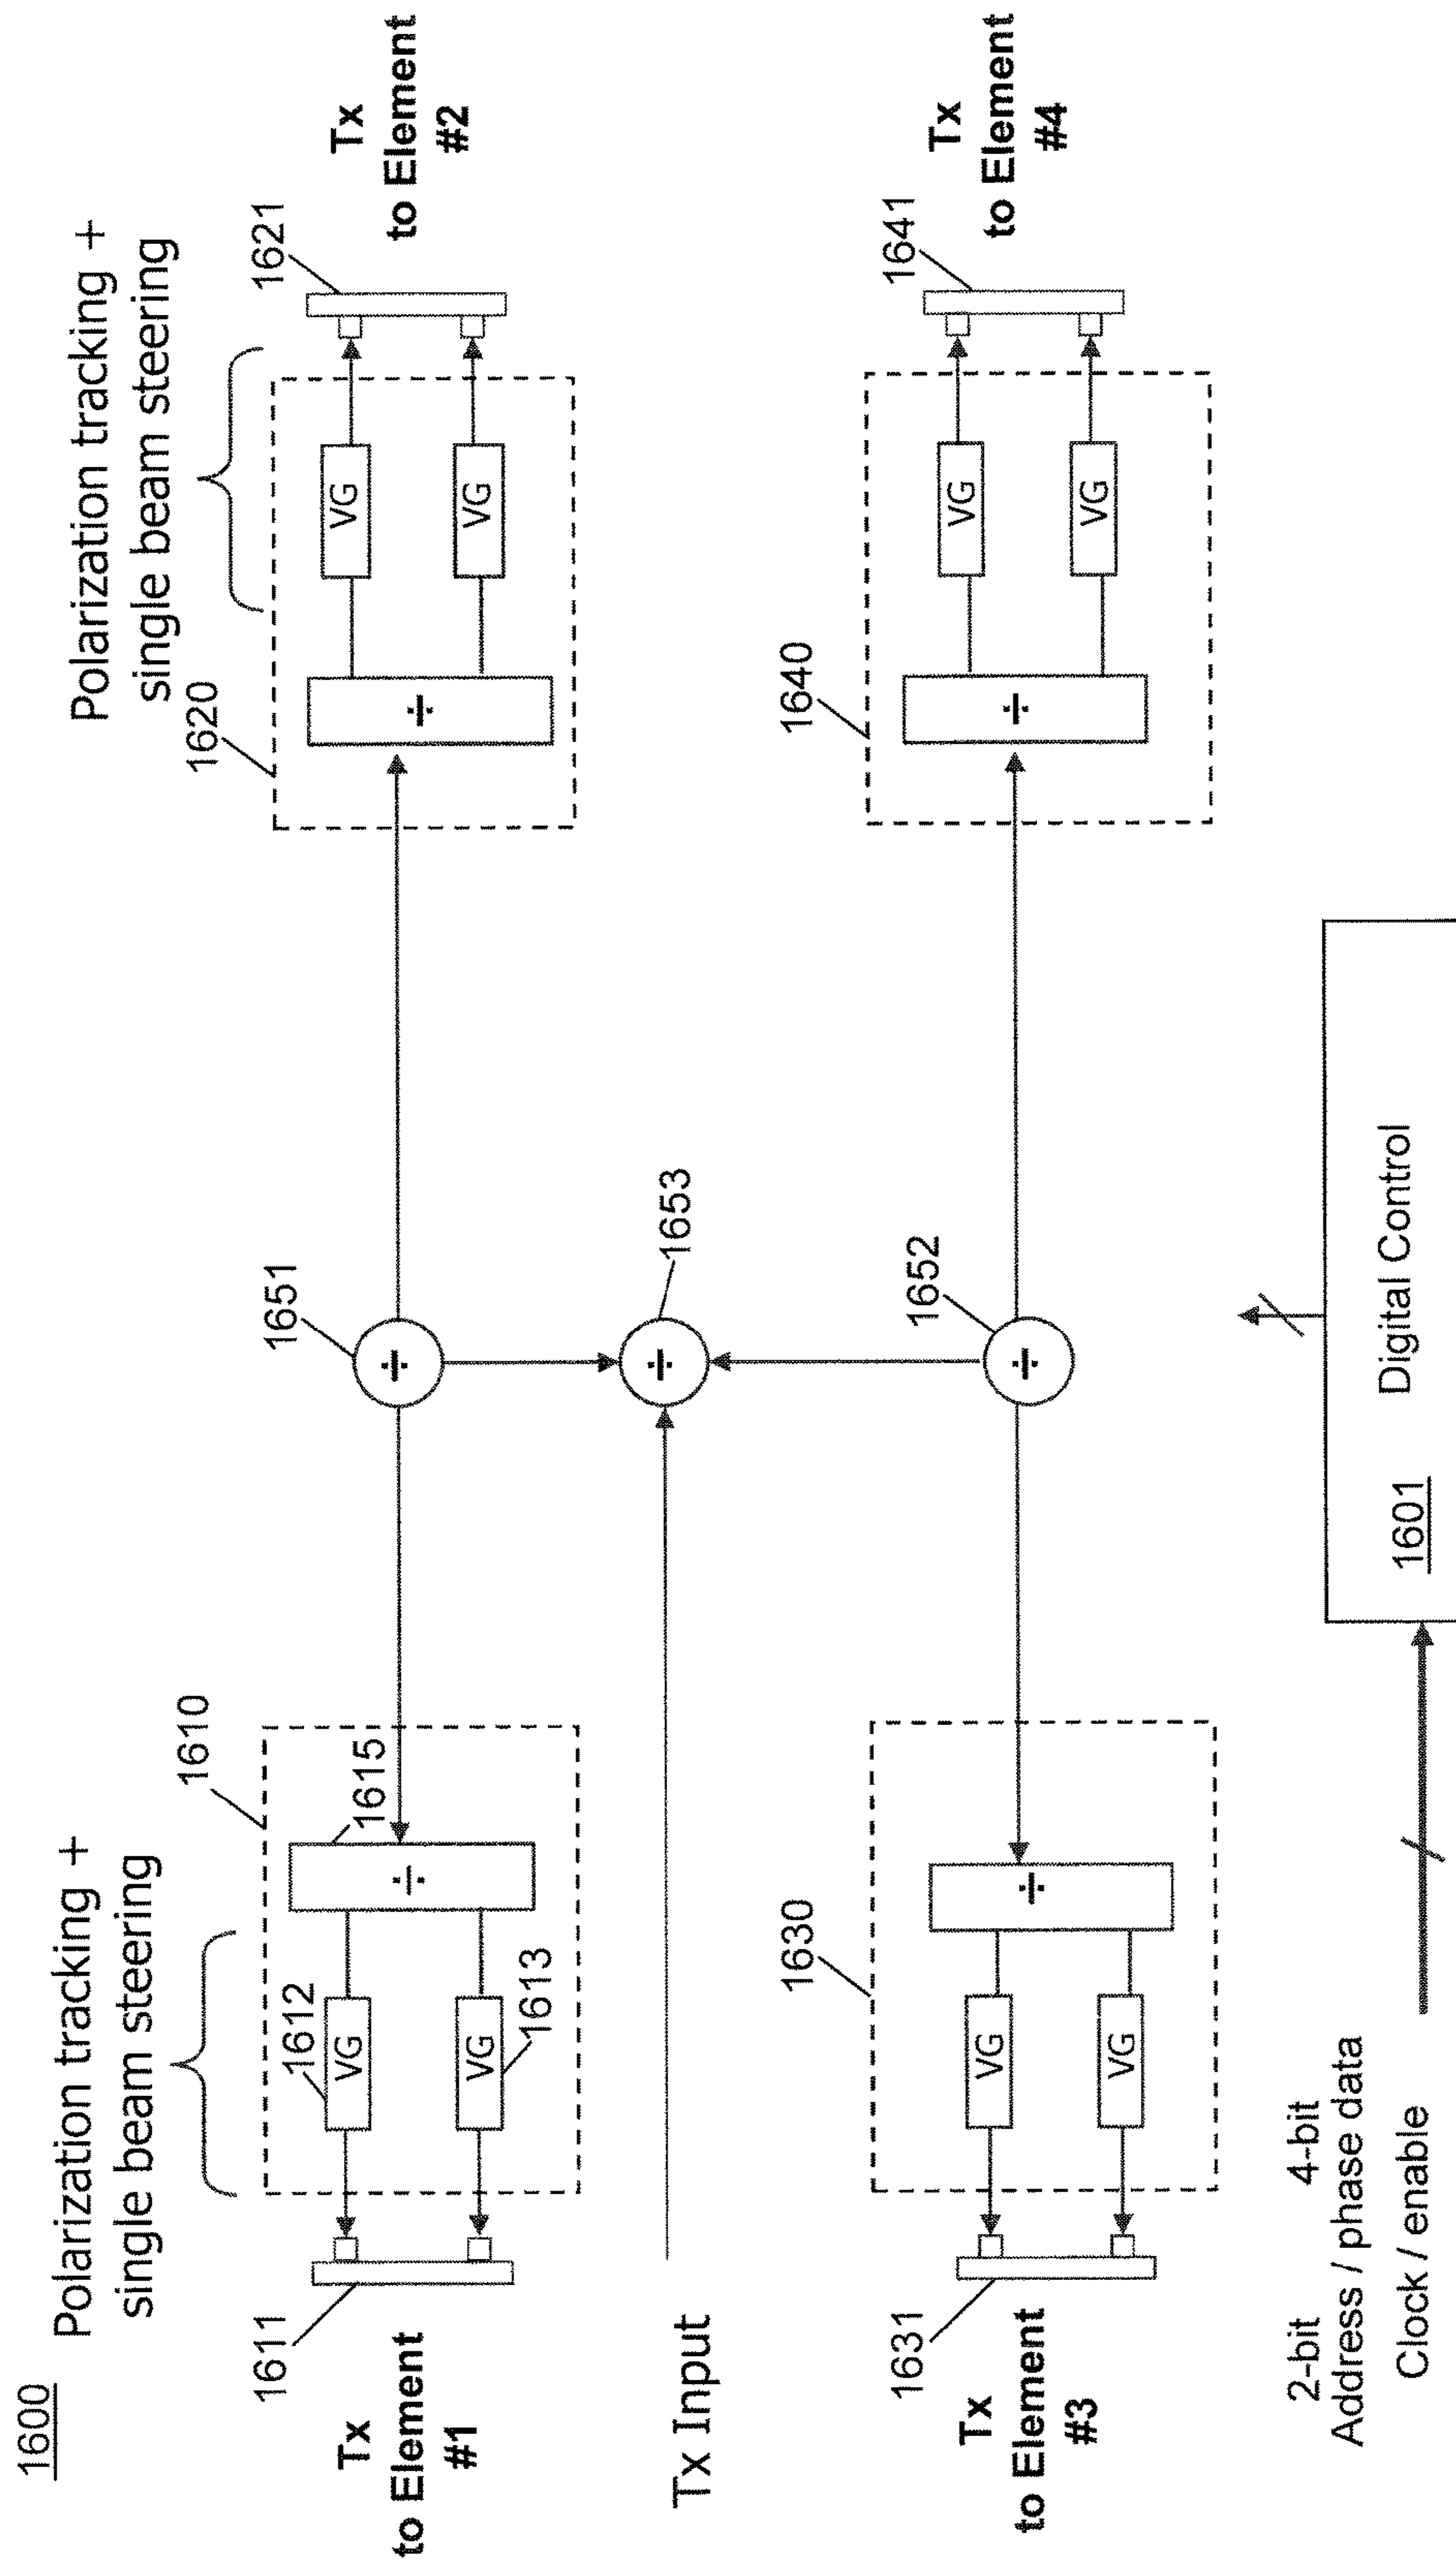 1600
Polarization tracking +
single beam steering
Polarization tracking +
single beam steering
1610
1620
1611
1612
VG
1613
VG
1615
÷
1651
÷
÷
VG
VG
1621
Tx
to Element
#1
Tx
to Element
#2
Tx Input
÷
1653
1630
1640
1631
VG
VG
÷
1652
÷
÷
VG
VG
1641
Tx
to Element
#3
Tx
to Element
#4
2-bit 4-bit
Address / phase data
Clock / enable
Digital Control
1601